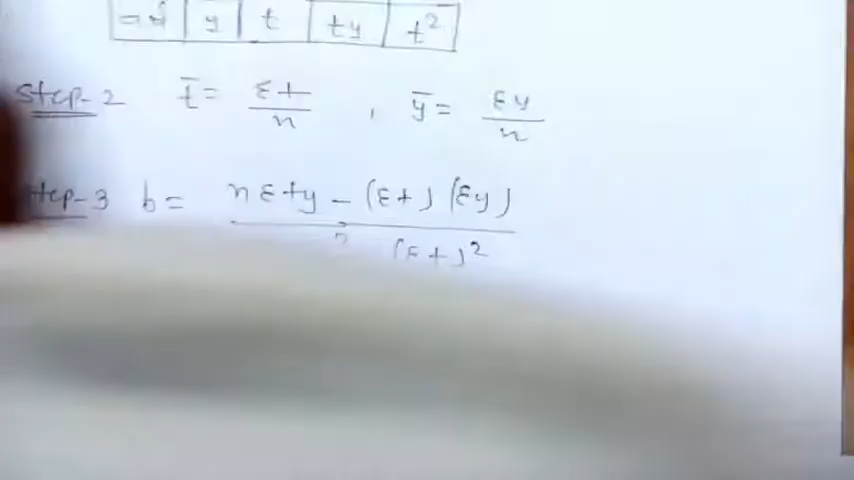 y t ty t²
Step-2 t̄ = Σt/n , ȳ = Σy/n
Step-3 b = nΣty - (Σt)(Σy)
(Σt)²